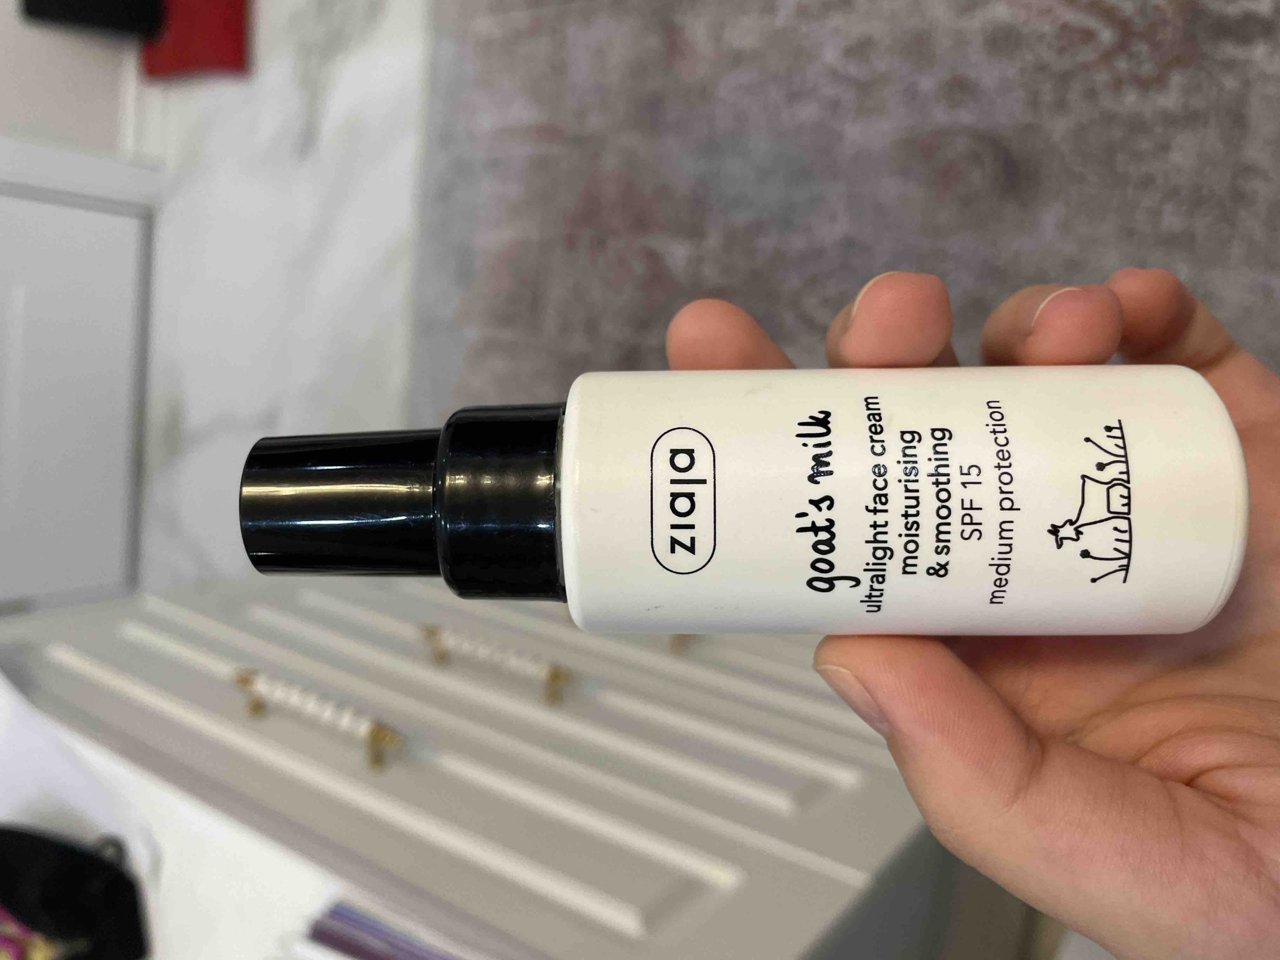 ziaja
goat's milk
ultralight face cream
moisturising
& smoothing
SPF 15
medium protection